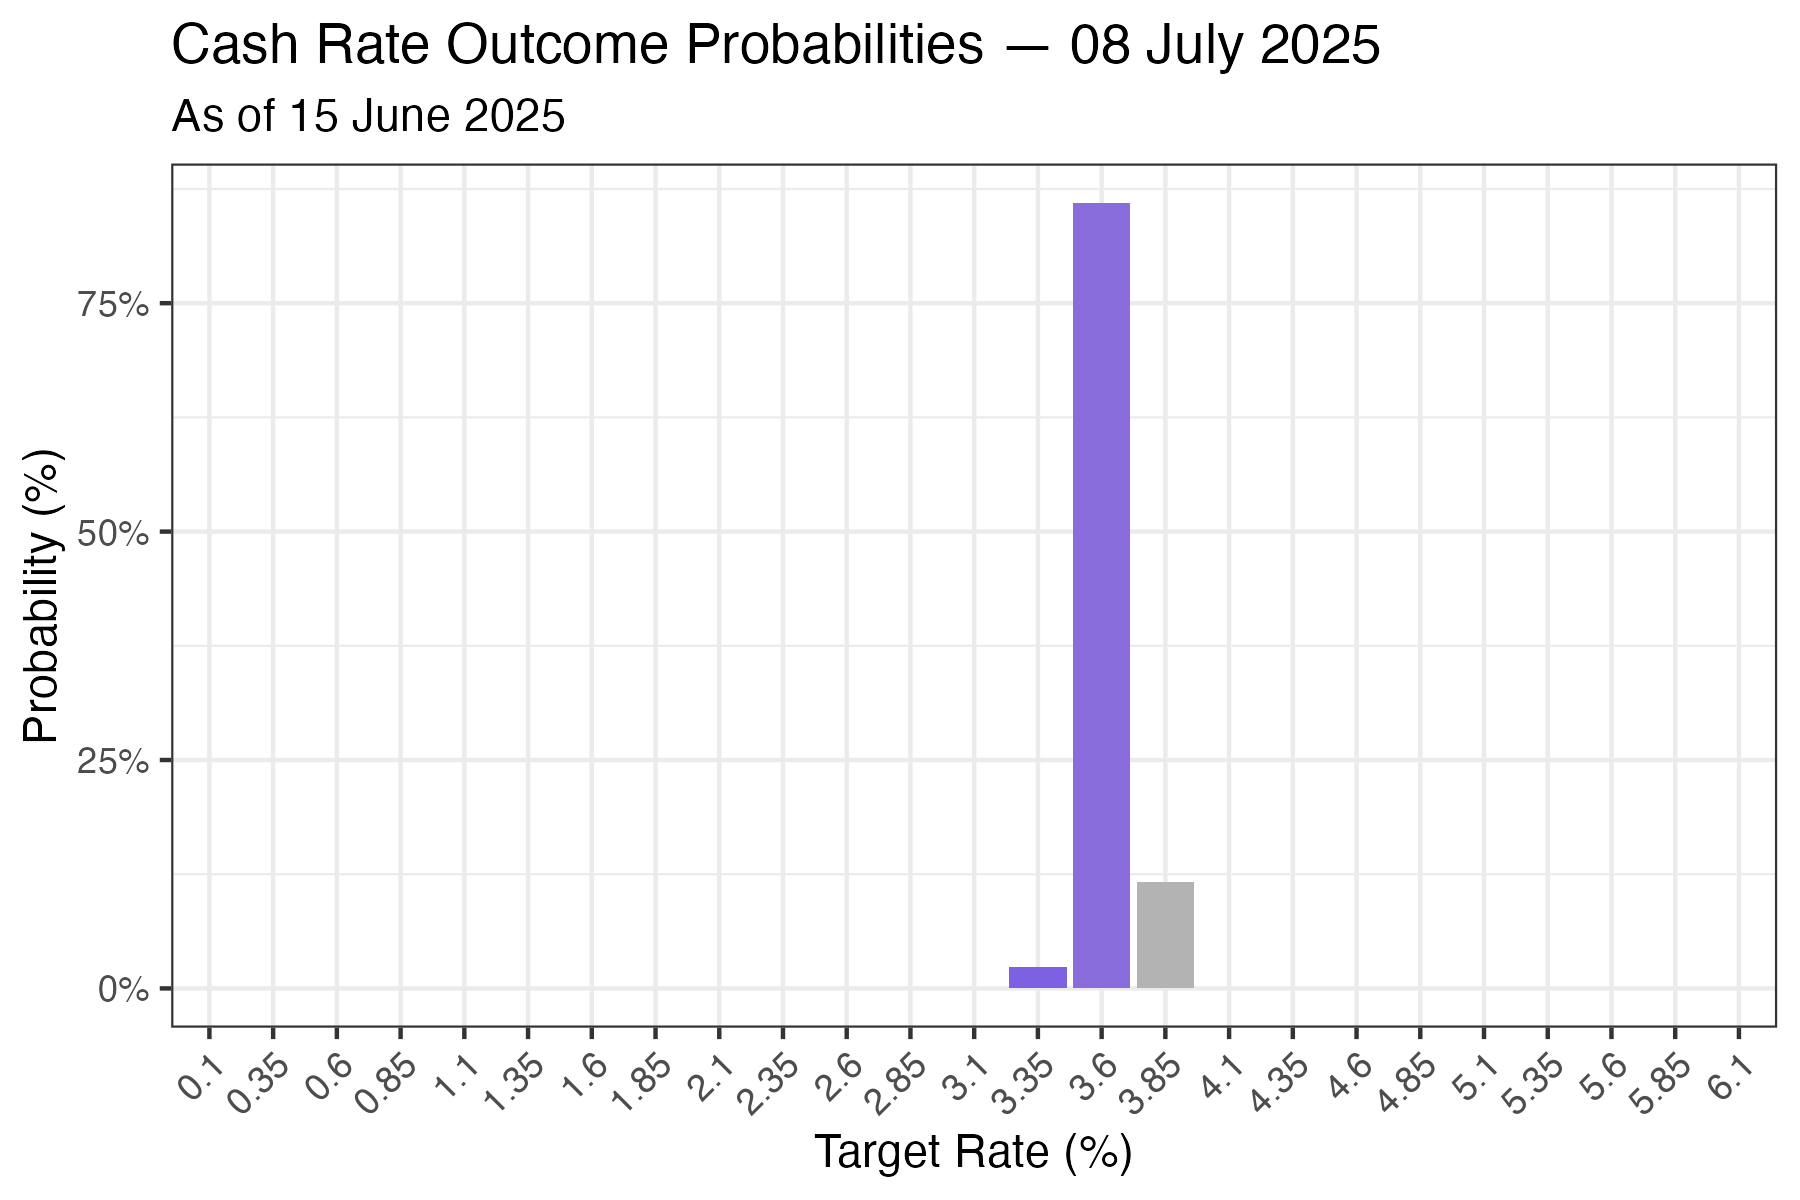 Cash Rate Outcome Probabilities — 08 July 2025
As of 15 June 2025
Probability (%)
75%
50%
25%
0%
0.1 0.35 0.6 0.85 1.1 1.35 1.6 1.85 2.1 2.35 2.6 2.85 3.1 3.35 3.6 3.85 4.1 4.35 4.6 4.85 5.1 5.35 5.6 5.85 6.1
Target Rate (%)